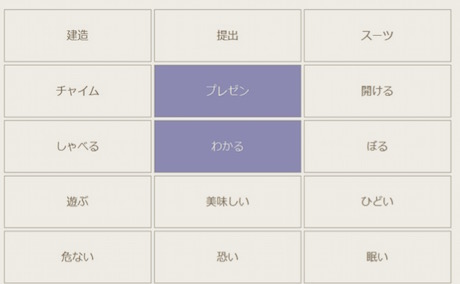 建造 提出 スーツ
チャイム プレゼン 開ける
しゃべる わかる ぼる
遊ぶ 美味しい ひどい
危ない 恐い 眠い